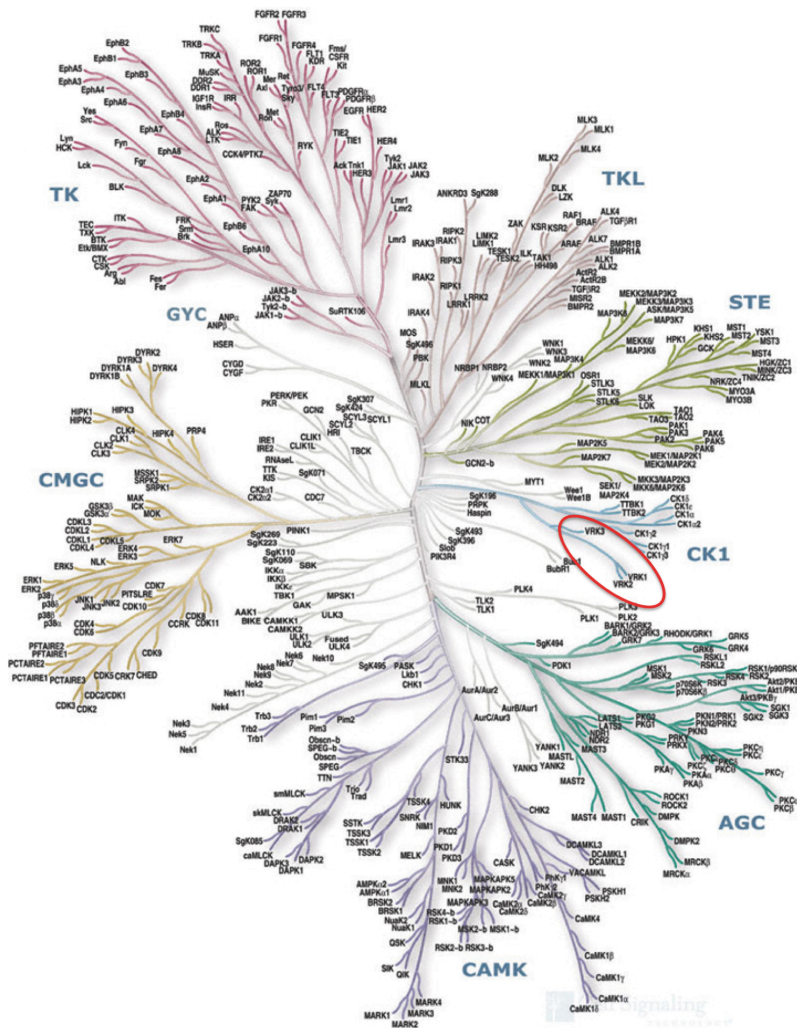 FGFR2 FGFR3
TRKC
FGFR1
FGFR4
TRKB
FLT1
Fms/
CSFR
EphB2
TRKA
ROR2
KDR
Kit
EphB1
MuSK
ROR1
Mer
Ret
EphA5
EphB3
DDR2
Axl
Tyro3/
Sky
FLT4
PDGFRα
EphA3
DDR1
FLT3
PDGFRβ
EphA4
IGF1R
IRR
InsR
EGFR
HER2
EphA6
Met
Ron
Yes
EphB4
Ros
TIE2
Src
EphA7
ALK
LTK
RYK
TIE1
HER4
Lyn
Fyn
EphA8
CCK4/PTK7
Tyk2
HCK
Fgr
Ack
Tnk1
JAK1
JAK2
HER3
JAK3
Lck
EphA2
ZAP70
Syk
BLK
PYK2
FAK
EphA1
Lmr1
Lmr2
TK
ITK
FRK
Srm
Brk
EphB6
Lmr3
TEC
TXK
BTK
Etk/BMX
EphA10
CTK
CSK
Arg
Abl
Fes
Fer
JAK3-b
JAK2-b
Tyk2-b
JAK1-b
SuRTK106
MLK3
MLK1
MLK2
MLK4
ANKRD3
SgK288
DLK
LZK
TKL
ZAK
RIPK2
LIMK2
LIMK1
KSR1
KSR2
RAF1
BRAF
ALK4
TGFβR1
IRAK3
IRAK1
RIPK3
TESK1
TESK2
ILK
TAK1
HH498
ARAF
ALK7
BMPR1B
BMPR1A
ALK1
ALK2
IRAK2
RIPK1
LRRK2
LRRK1
ActR2
ActR2B
TGFβR2
MISR2
BMPR2
IRAK4
GYC
ANPα
ANPβ
HSER
CYGD
CYGF
MOS
SgK496
PBK
MLKL
NRBP1
NRBP2
WNK1
WNK3
WNK2
WNK4
STE
MEKK2/MAP3K2
MEKK3/MAP3K3
ASK/MAP3K5
MAP3K8
MAP3K7
MEKK6/
MAP3K6
MAP3K4
MEKK1/MAP3K1
KHS1
KHS2
HPK1
GCK
MST1
MST2
YSK1
MST3
MST4
HGK/ZC1
MINK/ZC3
TNIK/ZC2
NRK/ZC4
MYO3A
MYO3B
OSR1
STLK3
STLK5
STLK6
SLK
LOK
TAO1
TAO2
TAO3
NIK
COT
PAK1
PAK3
PAK2
PAK4
PAK5
PAK6
GCN2-b
MAP2K5
MAP2K7
MEK1/MAP2K1
MEK2/MAP2K2
MKK3/MAP2K3
MKK6/MAP2K6
SEK1/
MAP2K4
DYRK2
DYRK3
DYRK1A
DYRK1B
DYRK4
HIPK1
HIPK3
HIPK2
CLK4
CLK1
CLK2
CLK3
HIPK4
PRP4
CMGC
MSSK1
SRPK2
SRPK1
MAK
ICK
MOK
GSK3β
GSK3α
CDKL3
CDKL2
CDKL1
CDKL5
CDKL4
ERK7
ERK4
ERK3
NLK
ERK5
ERK1
ERK2
p38γ
p38δ
p38β
p38α
JNK1
JNK3
JNK2
CDK7
PITSLRE
CDK10
CDK8
CDK11
CCRK
CDK4
CDK6
CDK9
PFTAIRE2
PFTAIRE1
PCTAIRE2
PCTAIRE1
PCTAIRE3
CDK5
CRK7
CHED
CDC2/CDK1
CDK3
CDK2
SgK307
SgK424
SCYL3
SCYL2
SCYL1
PERK/PEK
PKR
GCN2
HRI
IRE1
IRE2
CLIK1
CLIK1L
TBCK
RNAseL
TTK
KIS
SgK071
CK2α1
CK2α2
CDC7
PINK1
SgK269
SgK223
SgK110
SgK069
SBK
IKKα
IKKβ
IKKε
TBK1
MPSK1
GAK
AAK1
BIKE
CAMKK1
CAMKK2
ULK3
ULK1
ULK2
Fused
ULK4
Nek6
Nek7
Nek10
Nek8
Nek9
Nek2
Nek11
Nek4
Nek3
Nek5
Nek1
MYT1
Wee1
Wee1B
SgK196
PRPK
Haspin
SgK493
SgK396
Slob
PIK3R4
Bub1
BubR1
TTBK1
TTBK2
CK1δ
CK1ε
CK1α
CK1α2
VRK3
CK1γ2
CK1γ1
CK1γ3
VRK1
VRK2
CK1
PLK4
PLK3
PLK1
PLK2
TLK2
TLK1
SgK494
BARK1/GRK2
BARK2/GRK3
RHODK/GRK1
GRK5
GRK7
GRK6
GRK4
PDK1
RSKL1
RSKL2
MSK1
MSK2
RSK1/p90RSK
RSK4
RSK2
RSK3
p70S6K
p70S6Kβ
Akt2/PKB
Akt1/PKB
Akt3/PKBγ
SGK1
SGK2
SGK3
LATS1
LATS2
NDR1
NDR2
PKG2
PKG1
PKN1/PRK1
PKN2/PRK2
PKN3
PRKY
PRKX
PKAγ
PKAα
PKAβ
PKCζ
PKCι
PKCδ
PKCθ
PKCη
PKCε
PKCγ
PKCα
PKCβ
YANK1
YANK2
YANK3
MASTL
MAST3
MAST2
MAST4
MAST1
ROCK1
ROCK2
DMPK
CRIK
DMPK2
MRCKβ
MRCKα
AGC
AurA/Aur2
AurB/Aur1
AurC/Aur3
SgK495
PASK
Lkb1
CHK1
Trb3
Trb2
Trb1
Pim1
Pim2
Pim3
Obscn-b
SPEG-b
Obscn
SPEG
STK33
TTN
smMLCK
Trio
Trad
TSSK4
HUNK
CHK2
skMLCK
DRAK2
DRAK1
SSTK
SNRK
NIM1
TSSK3
TSSK1
TSSK2
SgK085
caMLCK
DAPK3
DAPK2
DAPK1
PKD2
PKD1
PKD3
MELK
CASK
DCAMKL3
DCAMKL1
DCAMKL2
VACAMKL
PhKγ1
PhKγ2
MNK1
MNK2
MAPKAPK5
MAPKAPK2
MAPKAPK3
CaMK2γ
CaMK2α
CaMK2β
CaMK2δ
PSKH1
PSKH2
AMPKα2
AMPKα1
BRSK2
BRSK1
NuaK2
NuaK1
RSK4-b
RSK1-b
MSK2-b
MSK1-b
RSK2-b
RSK3-b
CaMK4
QSK
SIK
QIK
CaMK1β
CaMK1γ
CaMK1α
CaMK1δ
CAMK
MARK4
MARK1
MARK3
MARK2
Signaling